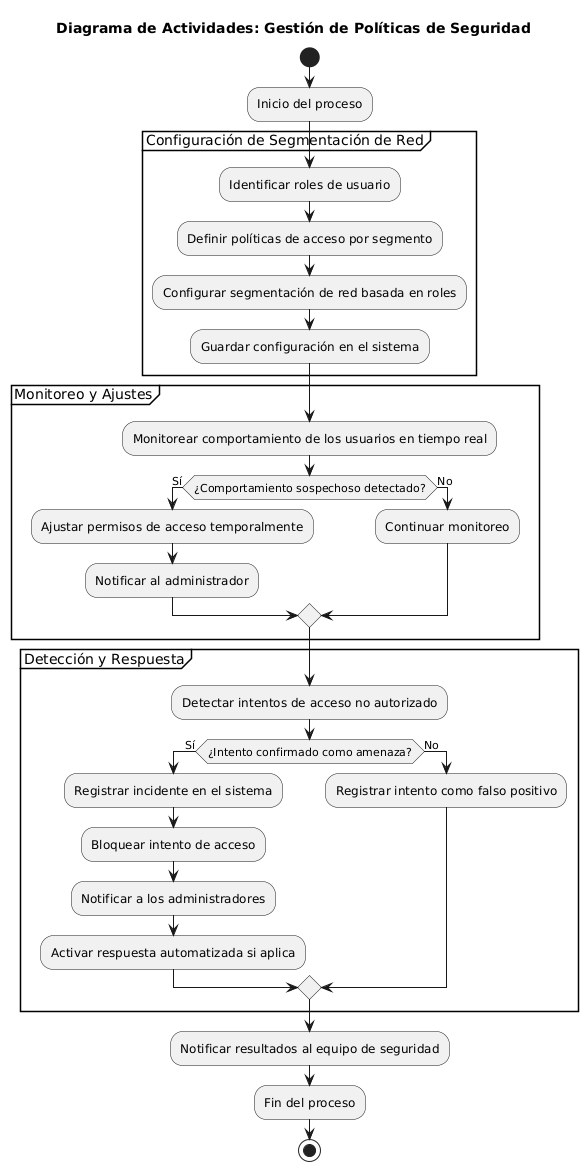 Diagrama de Actividades: Gestión de Políticas de Seguridad
Inicio del proceso
Configuración de Segmentación de Red
Identificar roles de usuario
Definir políticas de acceso por segmento
Configurar segmentación de red basada en roles
Guardar configuración en el sistema
Monitoreo y Ajustes
Monitorear comportamiento de los usuarios en tiempo real
Sí
¿Comportamiento sospechoso detectado?
No
Ajustar permisos de acceso temporalmente
Continuar monitoreo
Notificar al administrador
Detección y Respuesta
Detectar intentos de acceso no autorizado
Sí
¿Intento confirmado como amenaza?
No
Registrar incidente en el sistema
Registrar intento como falso positivo
Bloquear intento de acceso
Notificar a los administradores
Activar respuesta automatizada si aplica
Notificar resultados al equipo de seguridad
Fin del proceso